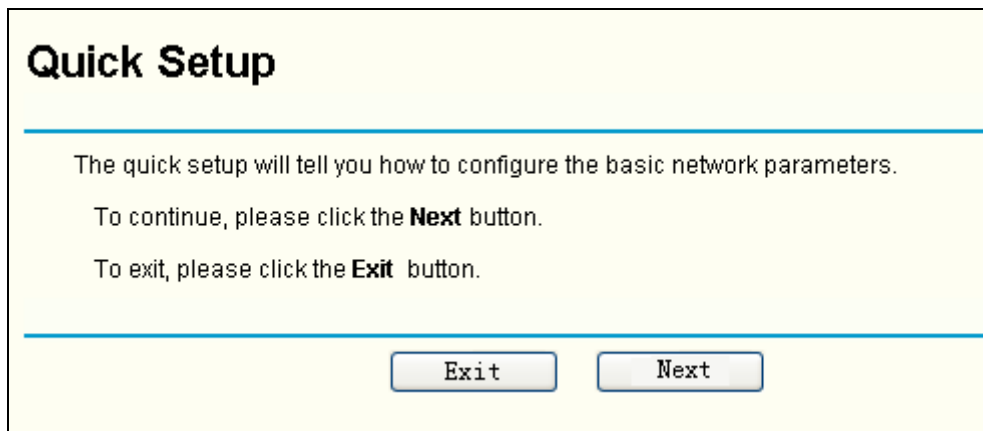 Quick Setup
The quick setup will tell you how to configure the basic network parameters.
To continue, please click the Next button.
To exit, please click the Exit button.
Exit Next